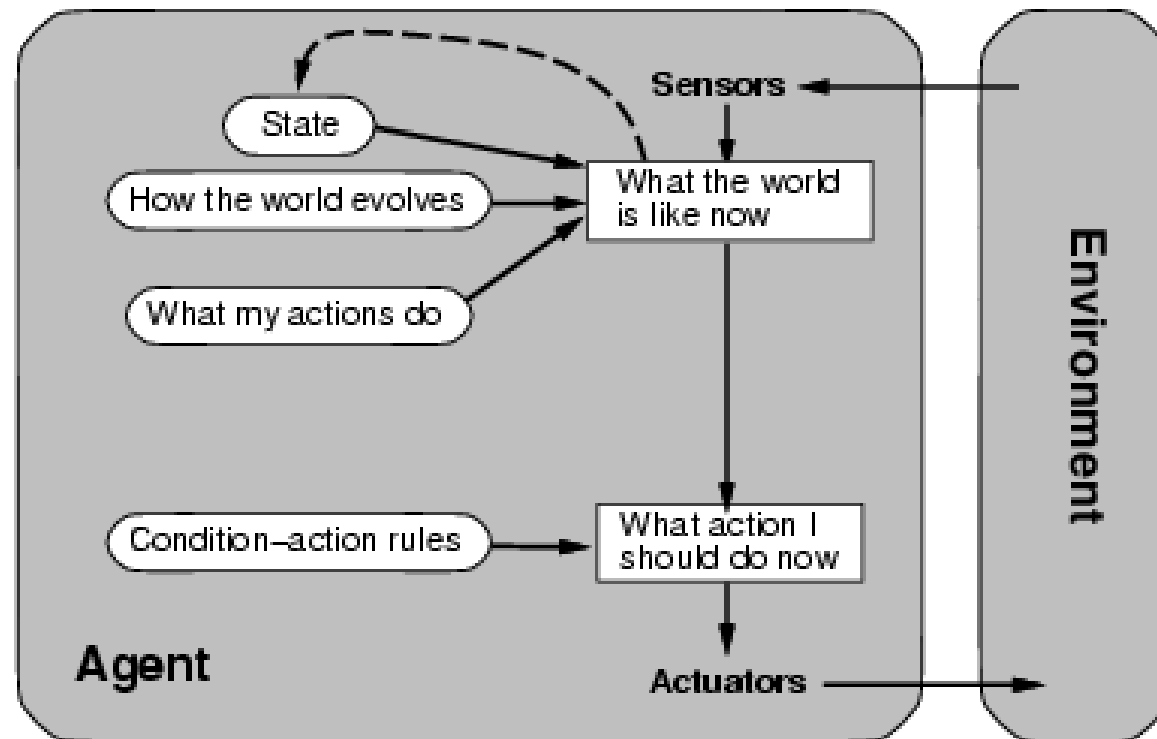 Sensors
State
What the world
is like now
How the world evolves
What my actions do
Condition–action rules
What action I
should do now
Agent
Actuators
Environment